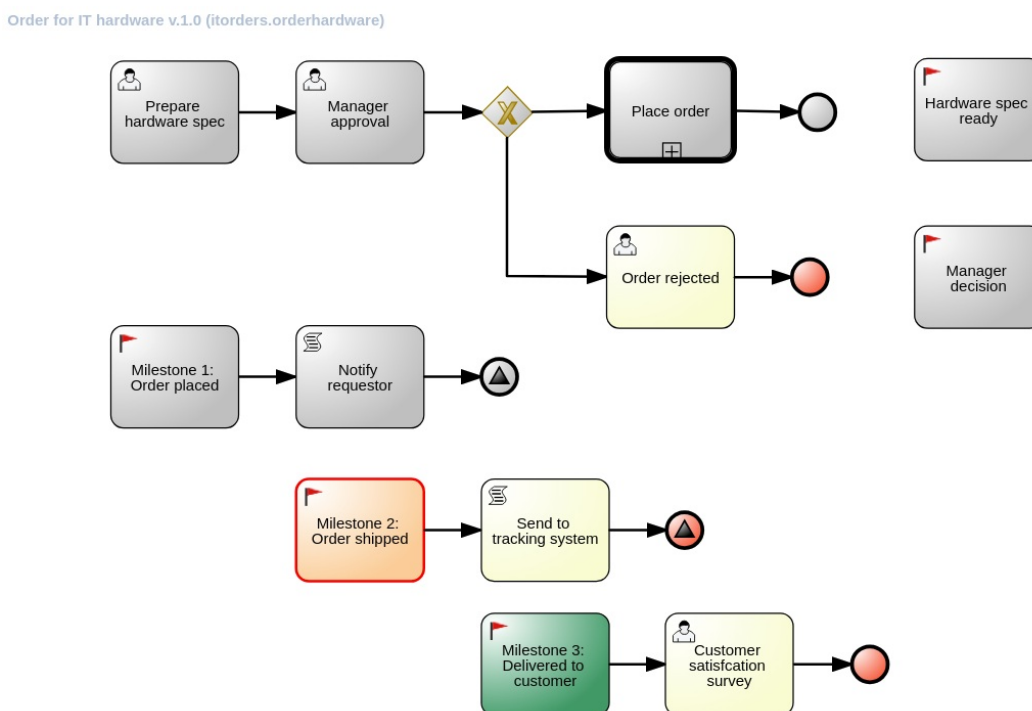 Order for IT hardware v.1.0 (itorders.orderhardware)
Prepare
hardware spec
Manager
approval
Place order
Hardware spec
ready
Order rejected
Manager
decision
Milestone 1:
Order placed
Notify
requestor
Milestone 2:
Order shipped
Send to
tracking system
Milestone 3:
Delivered to
customer
Customer
satisfcation
survey